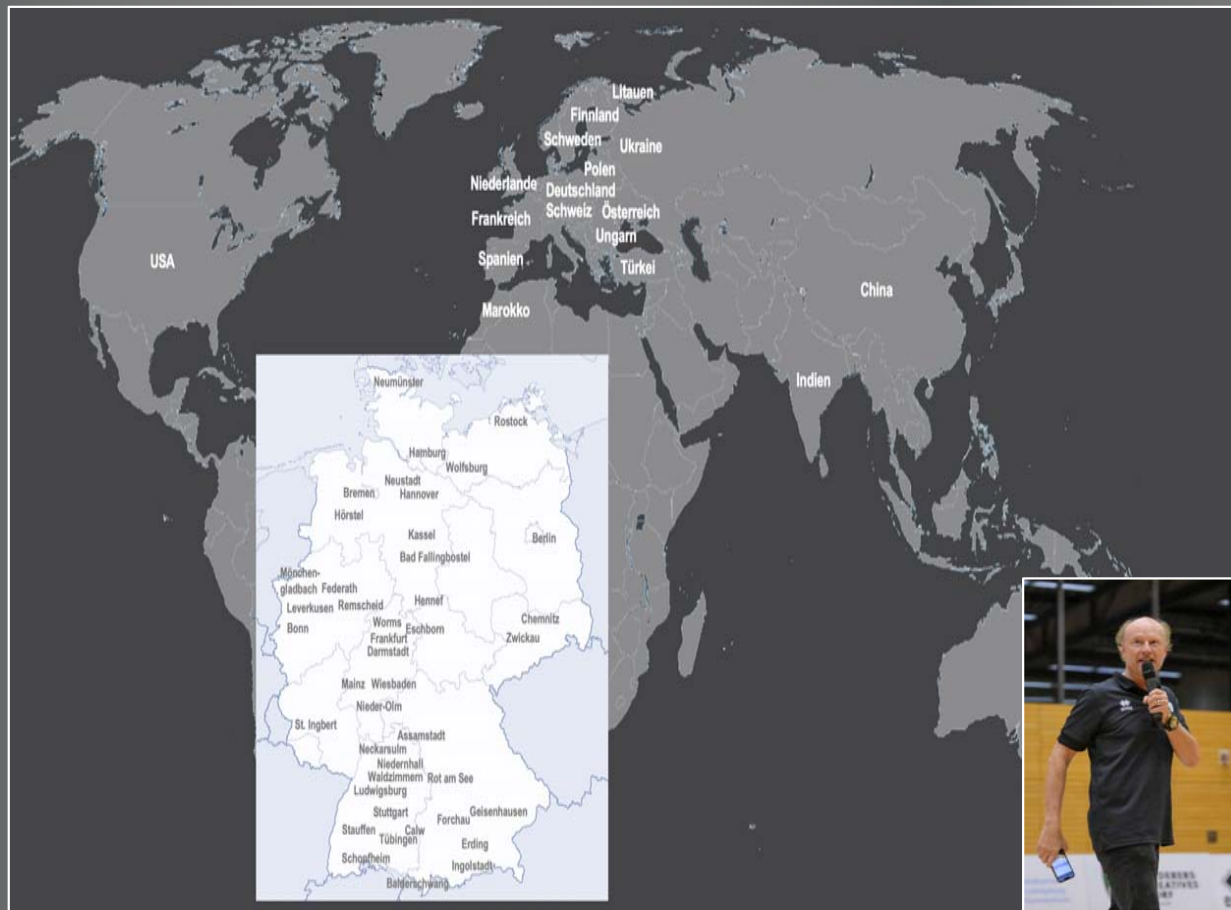 Litauen
Finnland
Schweden
Ukraine
Polen
Niederlande
Deutschland
Schweiz
Österreich
Frankreich
Ungarn
Spanien
Türkei
USA
China
Marokko
Indien
Neumünster
Rostock
Hamburg
Wolfsburg
Neustadt
Bremen
Hannover
Hörstel
Kassel
Berlin
Bad Fallingbostel
Mönchen-
gladbach
Federath
Leverkusen
Remscheid
Hennef
Chemnitz
Worms
Bonn
Eschborn
Frankfurt
Zwickau
Darmstadt
Mainz
Wiesbaden
Nieder-Olm
St. Ingbert
Assamstadt
Neckarsulm
Niedernhall
Waldzimmern
Rot am See
Ludwigsburg
Stuttgart
Geisenhausen
Forchau
Stauffen
Calw
Tübingen
Erding
Schopfheim
Ingolstadt
Balderschwang